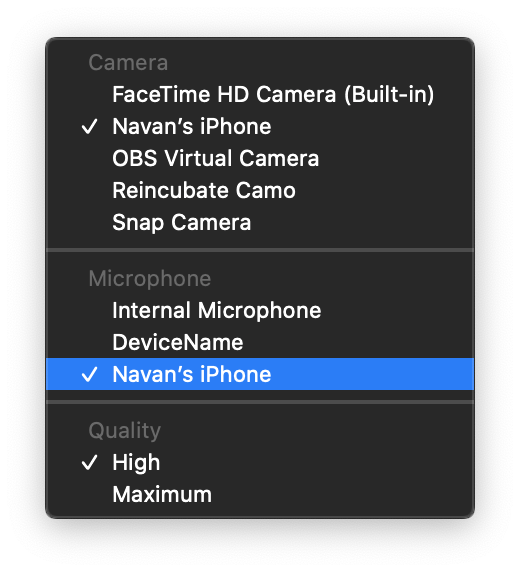 Camera
FaceTime HD Camera (Built-in)
✓ Navan’s iPhone
OBS Virtual Camera
Reincubate Camo
Snap Camera
Microphone
Internal Microphone
DeviceName
✓ Navan’s iPhone
Quality
✓ High
Maximum